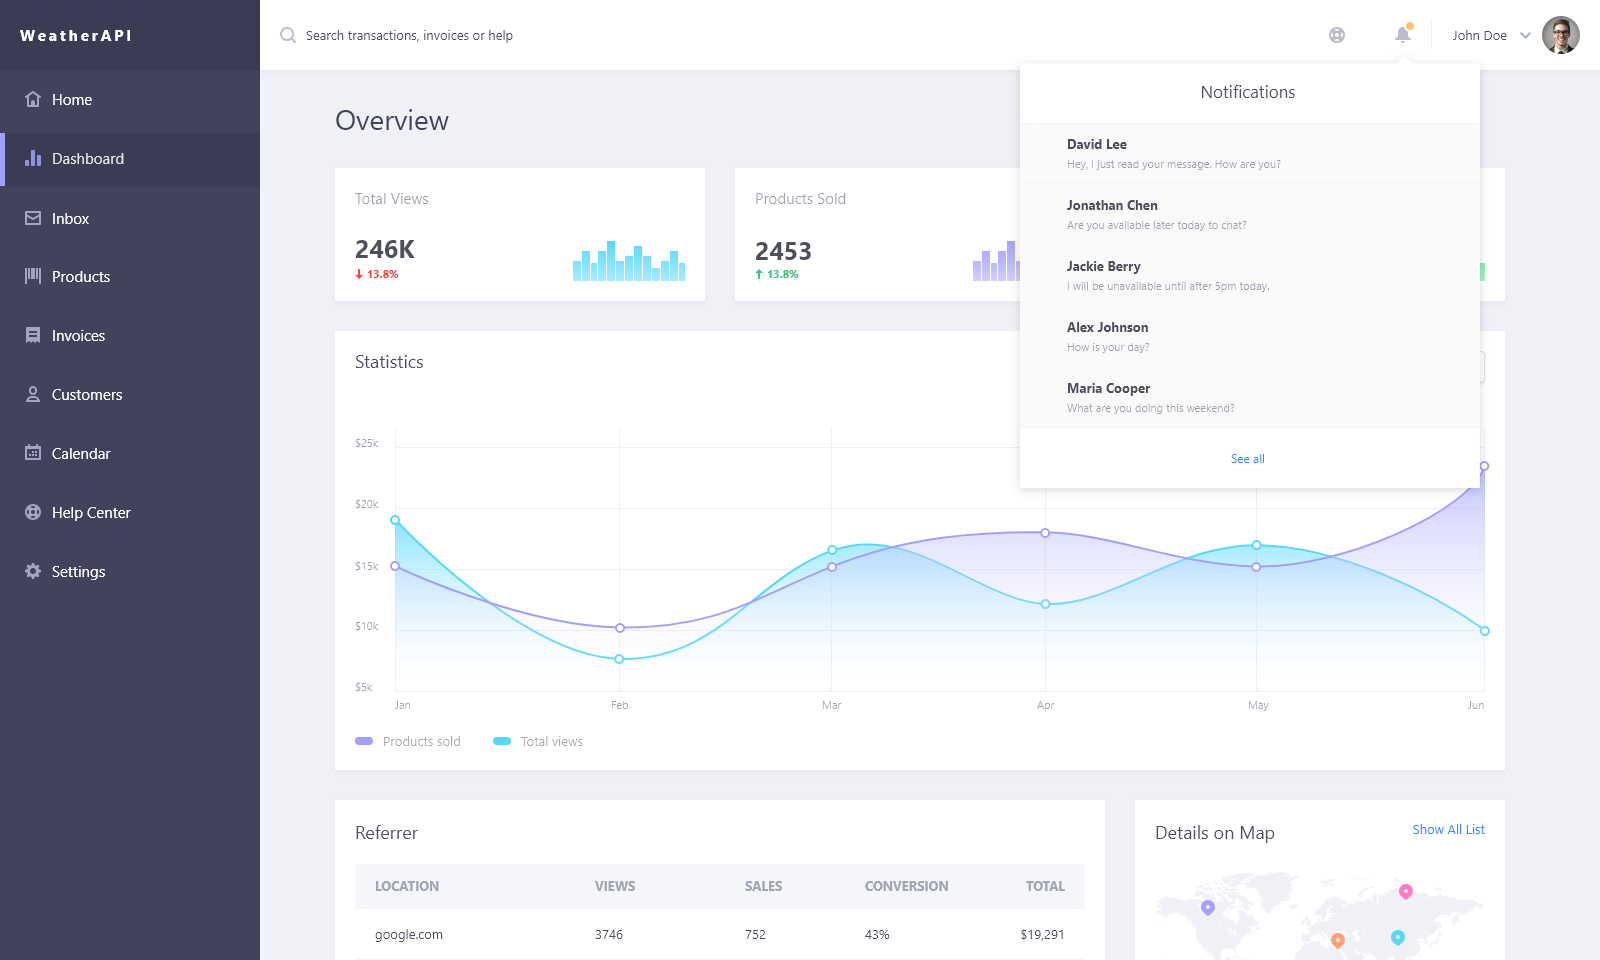 WeatherAPI
Search transactions, invoices or help
John Doe
Home
Dashboard
Inbox
Products
Invoices
Customers
Calendar
Help Center
Settings
Overview
Notifications
David Lee
Hey, I just read your message. How are you?
Jonathan Chen
Are you available later today to chat?
Jackie Berry
I will be unavailable until after 5pm today.
Alex Johnson
How is your day?
Maria Cooper
What are you doing this weekend?
See all
Total Views
246K
13.8%
Products Sold
2453
13.8%
Statistics
$25k
$20k
$15k
$10k
$5k
Jan Feb Mar Apr May Jun
Products sold Total views
Referrer
LOCATION VIEWS SALES CONVERSION TOTAL
google.com 3746 752 43% $19,291
Details on Map
Show All List